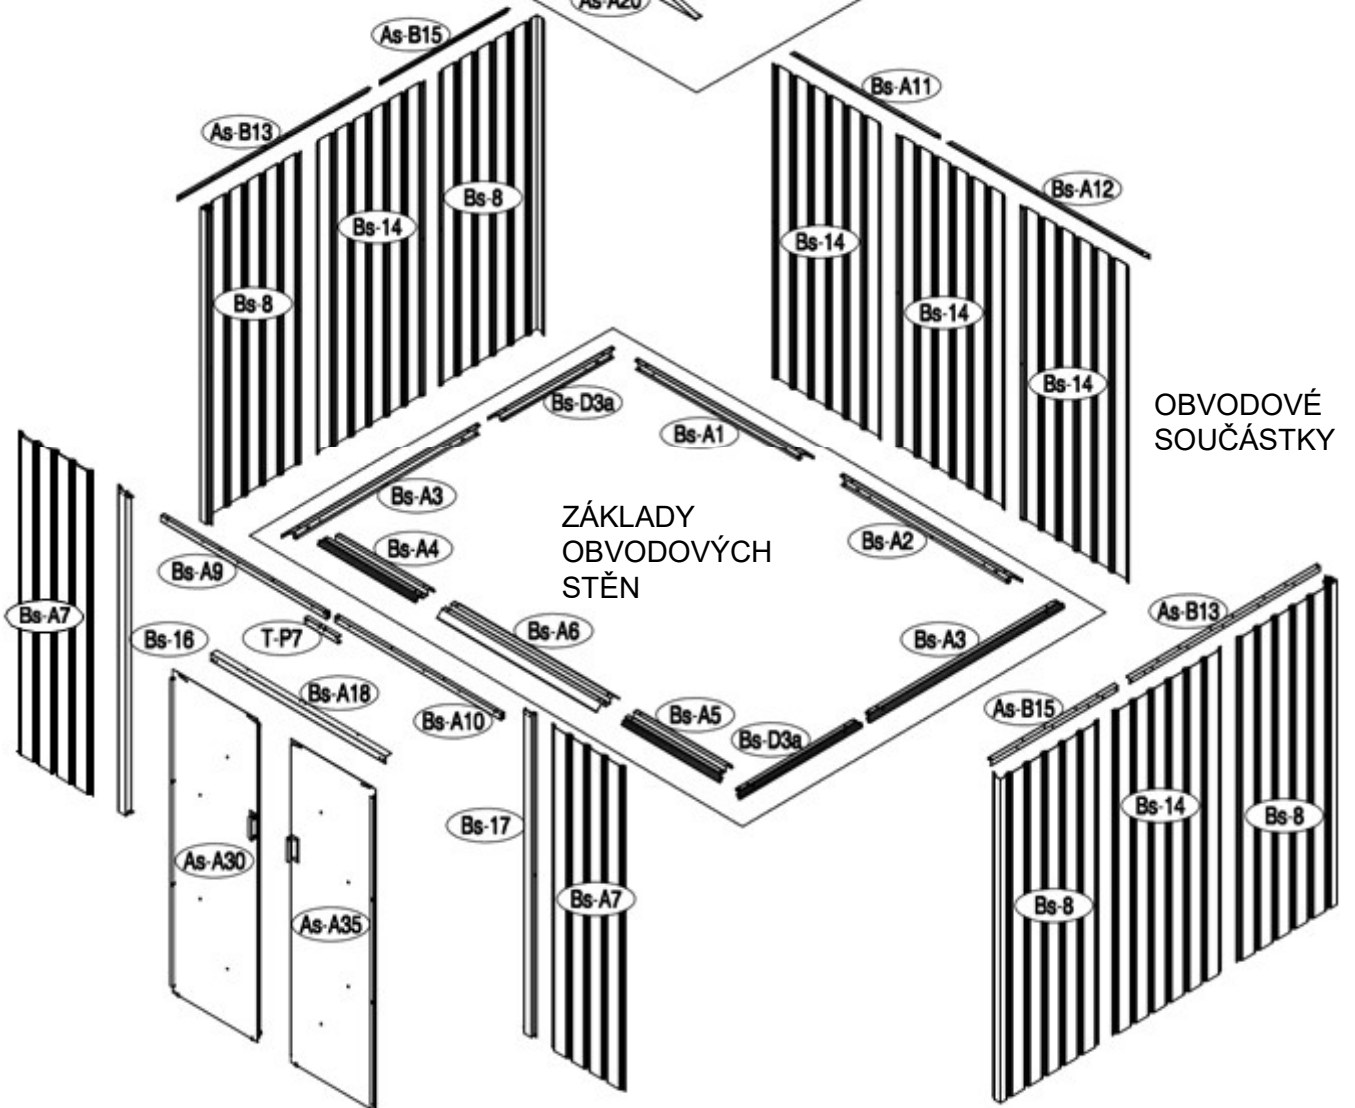 As-A20
As-B15
Bs-A11
As-B13
Bs-A12
Bs-8
Bs-14
Bs-14
Bs-8
Bs-14
Bs-14
Bs-D3a
Bs-A1
OBVODOVÉ
SOUČÁSTKY
Bs-A3
ZÁKLADY
OBVODOVÝCH
STĚN
Bs-A4
Bs-A2
Bs-A9
Bs-A7
Bs-16
T-P7
Bs-A6
Bs-A3
As-B13
Bs-A18
Bs-A10
Bs-A5
Bs-D3a
As-B15
Bs-14
Bs-8
Bs-17
As-A30
As-A35
Bs-A7
Bs-8